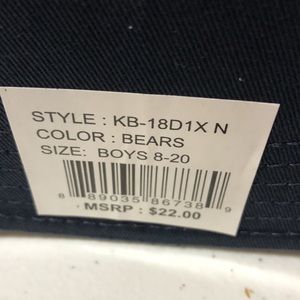 STYLE : KB-18D1X N
COLOR : BEARS
SIZE: BOYS 8-20
8 89035 86738 9
MSRP : $22.00